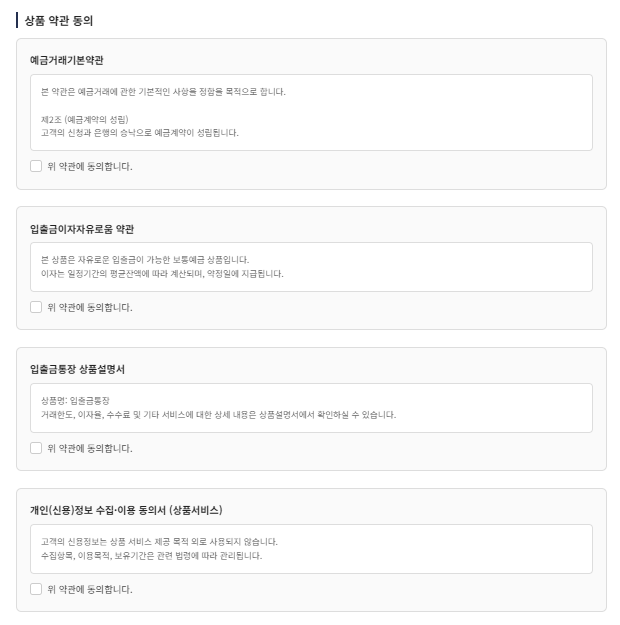 상품 약관 동의
예금거래기본약관
본 약관은 예금거래에 관한 기본적인 사항을 정함을 목적으로 합니다.
제2조 (예금계약의 성립)
고객의 신청과 은행의 승낙으로 예금계약이 성립됩니다.
위 약관에 동의합니다.
입출금이자자유로움 약관
본 상품은 자유로운 입출금이 가능한 보통예금 상품입니다.
이자는 일정기간의 평균잔액에 따라 계산되며, 약정일에 지급됩니다.
위 약관에 동의합니다.
입출금통장 상품설명서
상품명: 입출금통장
거래한도, 이자율, 수수료 및 기타 서비스에 대한 상세 내용은 상품설명서에서 확인하실 수 있습니다.
위 약관에 동의합니다.
개인(신용)정보 수집·이용 동의서 (상품서비스)
고객의 신용정보는 상품 서비스 제공 목적 외로 사용되지 않습니다.
수집항목, 이용목적, 보유기간은 관련 법령에 따라 관리됩니다.
위 약관에 동의합니다.